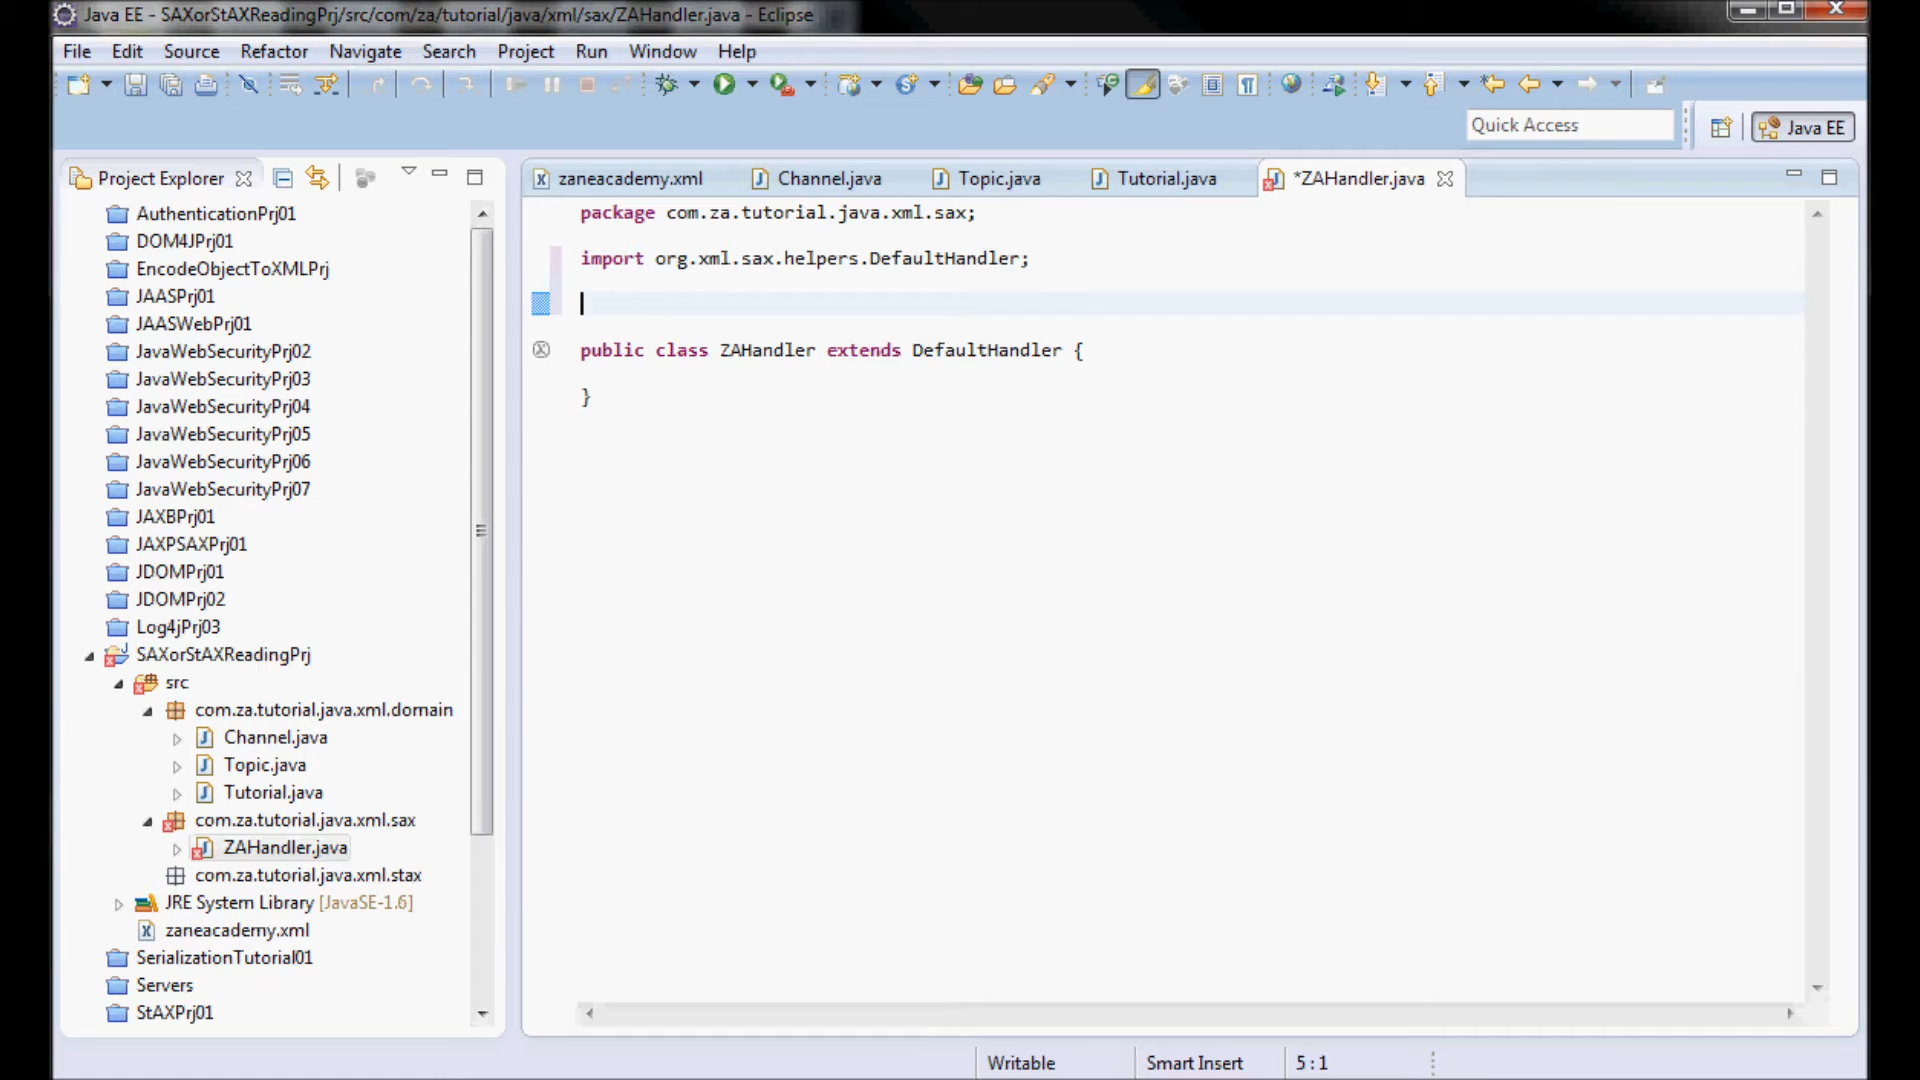 Java EE - SAXorStAXReadingPrj/src/com/za/tutorial/java/xml/sax/ZAHandler.java - Eclipse
File Edit Source Refactor Navigate Search Project Run Window Help
Quick Access
Java EE
Project Explorer
AuthenticationPrj01
DOM4JPrj01
EncodeObjectToXMLPrj
JAASPrj01
JAASWebPrj01
JavaWebSecurityPrj02
JavaWebSecurityPrj03
JavaWebSecurityPrj04
JavaWebSecurityPrj05
JavaWebSecurityPrj06
JavaWebSecurityPrj07
JAXBPrj01
JAXPSAXPrj01
JDOMPrj01
JDOMPrj02
Log4jPrj03
SAXorStAXReadingPrj
src
com.za.tutorial.java.xml.domain
Channel.java
Topic.java
Tutorial.java
com.za.tutorial.java.xml.sax
ZAHandler.java
com.za.tutorial.java.xml.stax
JRE System Library [JavaSE-1.6]
zaneacademy.xml
SerializationTutorial01
Servers
StAXPrj01
zaneacademy.xml Channel.java Topic.java Tutorial.java *ZAHandler.java
package com.za.tutorial.java.xml.sax;
import org.xml.sax.helpers.DefaultHandler;
public class ZAHandler extends DefaultHandler {
}
Writable Smart Insert 5 : 1